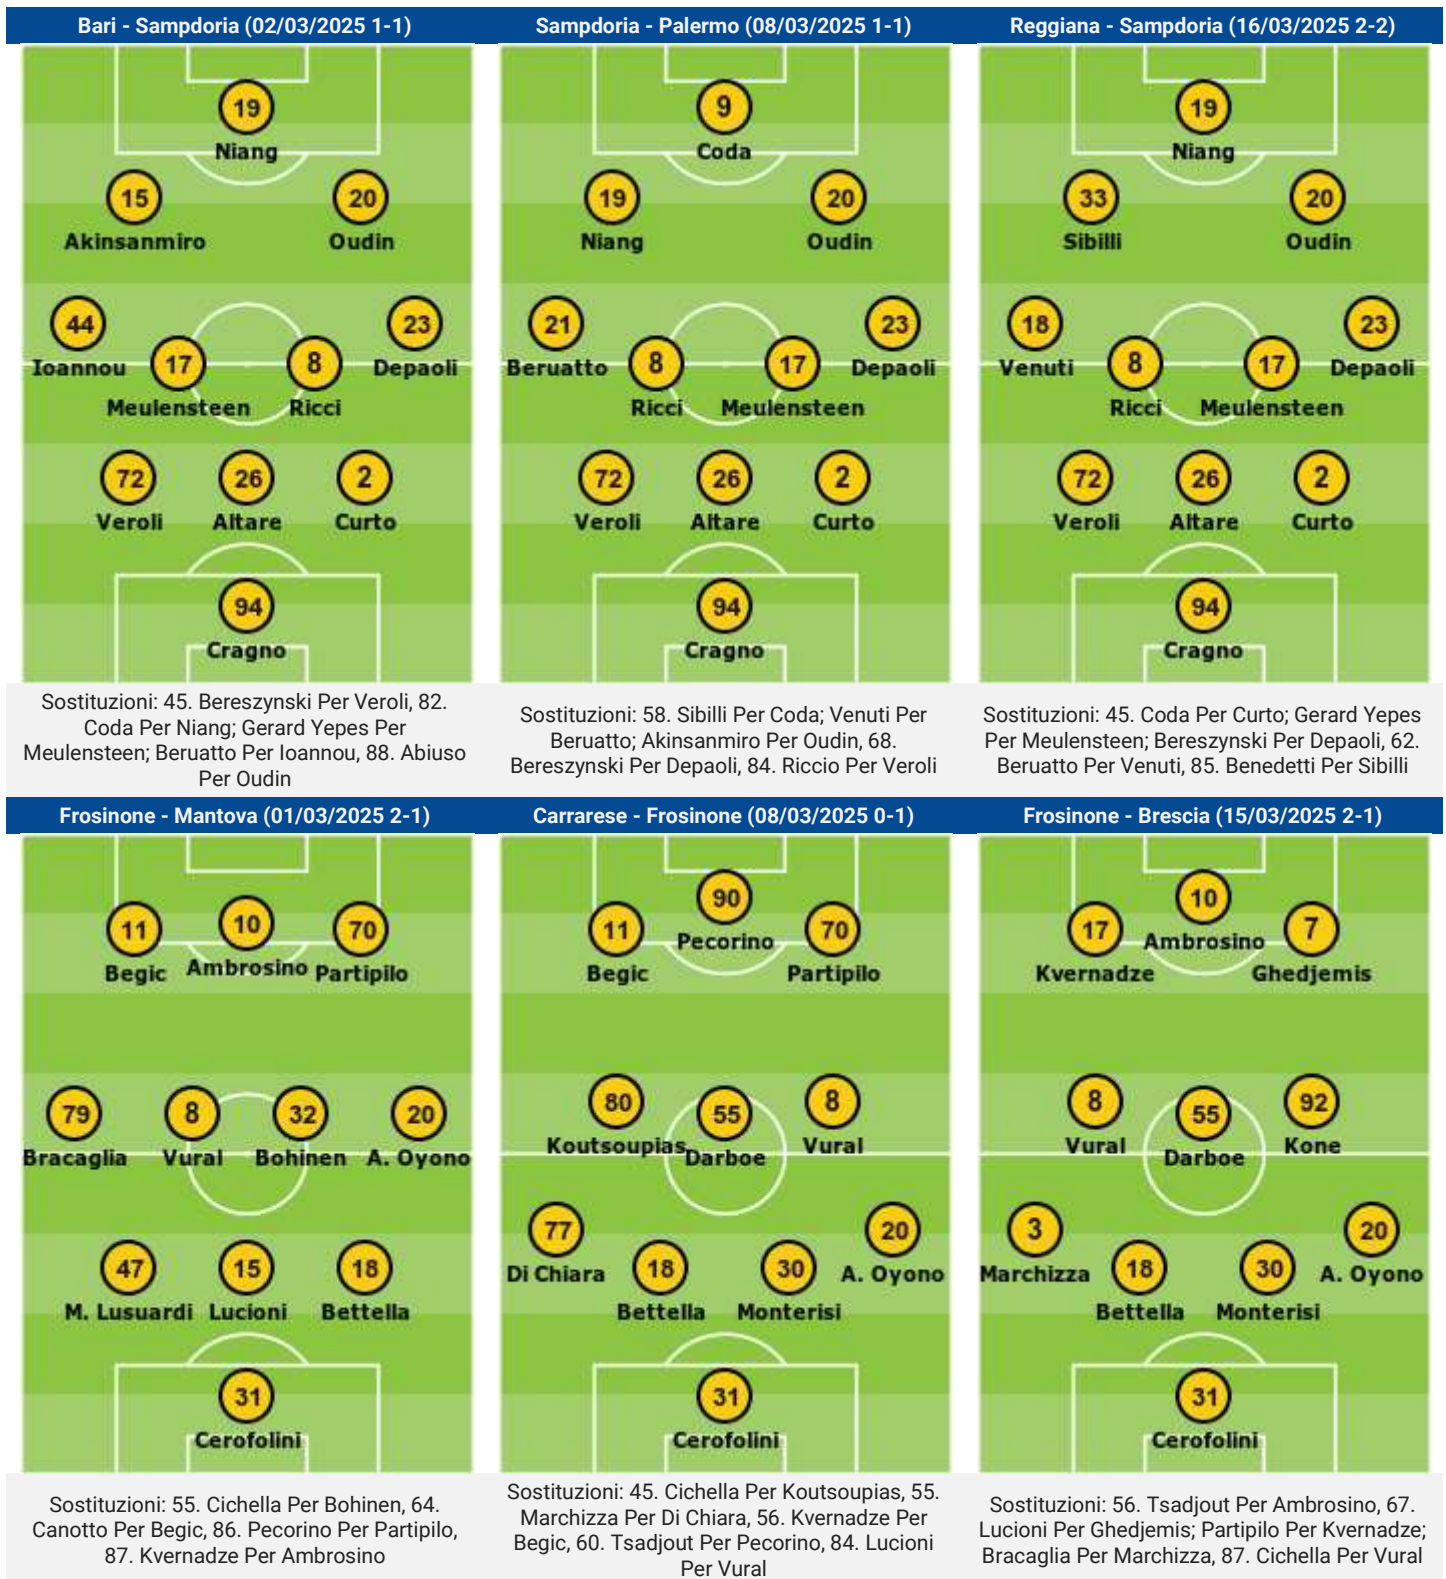 Bari - Sampdoria (02/03/2025 1-1)
19
Niang
15
20
Akinsanmiro
Oudin
44
23
Ioannou
17
8
Depaoli
Meulensteen
Ricci
72
26
2
Veroli
Altare
Curto
94
Cragno
Sostituzioni: 45. Bereszynski Per Veroli, 82.
Coda Per Niang; Gerard Yepes Per
Meulensteen; Beruatto Per Ioannou, 88. Abiuso
Per Oudin
Sampdoria - Palermo (08/03/2025 1-1)
9
Coda
19
20
Niang
Oudin
21
23
Beruatto
8
17
Depaoli
Ricci
Meulensteen
72
26
2
Veroli
Altare
Curto
94
Cragno
Sostituzioni: 58. Sibilli Per Coda; Venuti Per
Beruatto; Akinsanmiro Per Oudin, 68.
Bereszynski Per Depaoli, 84. Riccio Per Veroli
Reggiana - Sampdoria (16/03/2025 2-2)
19
Niang
33
20
Sibilli
Oudin
18
23
Venuti
8
17
Depaoli
Ricci
Meulensteen
72
26
2
Veroli
Altare
Curto
94
Cragno
Sostituzioni: 45. Coda Per Curto; Gerard Yepes
Per Meulensteen; Bereszynski Per Depaoli, 62.
Beruatto Per Venuti, 85. Benedetti Per Sibilli
Frosinone - Mantova (01/03/2025 2-1)
11
10
70
Begic
Ambrosino
Partipilo
79
8
32
20
Bracaglia
Vural
Bohinen
A. Oyono
47
15
18
M. Lusuardi
Lucioni
Bettella
31
Cerofolini
Sostituzioni: 55. Cichella Per Bohinen, 64.
Canotto Per Begic, 86. Pecorino Per Partipilo,
87. Kvernadze Per Ambrosino
Carrarese - Frosinone (08/03/2025 0-1)
90
11
Pecorino
70
Begic
Partipilo
80
55
8
Koutsoupias
Darboe
Vural
77
20
Di Chiara
18
30
A. Oyono
Bettella
Monterisi
31
Cerofolini
Sostituzioni: 45. Cichella Per Koutsoupias, 55.
Marchizza Per Di Chiara, 56. Kvernadze Per
Begic, 60. Tsadjout Per Pecorino, 84. Lucioni
Per Vural
Frosinone - Brescia (15/03/2025 2-1)
10
17
Ambrosino
7
Kvernadze
Ghedjemis
8
55
92
Vural
Darboe
Kone
3
20
Marchizza
18
30
A. Oyono
Bettella
Monterisi
31
Cerofolini
Sostituzioni: 56. Tsadjout Per Ambrosino, 67.
Lucioni Per Ghedjemis; Partipilo Per Kvernadze;
Bracaglia Per Marchizza, 87. Cichella Per Vural